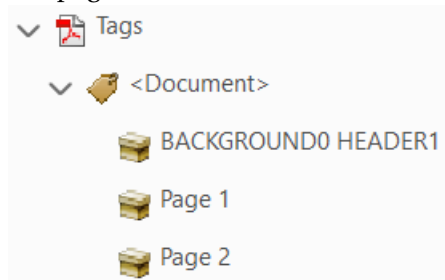 Tags
<Document>
BACKGROUND0 HEADER1
Page 1
Page 2